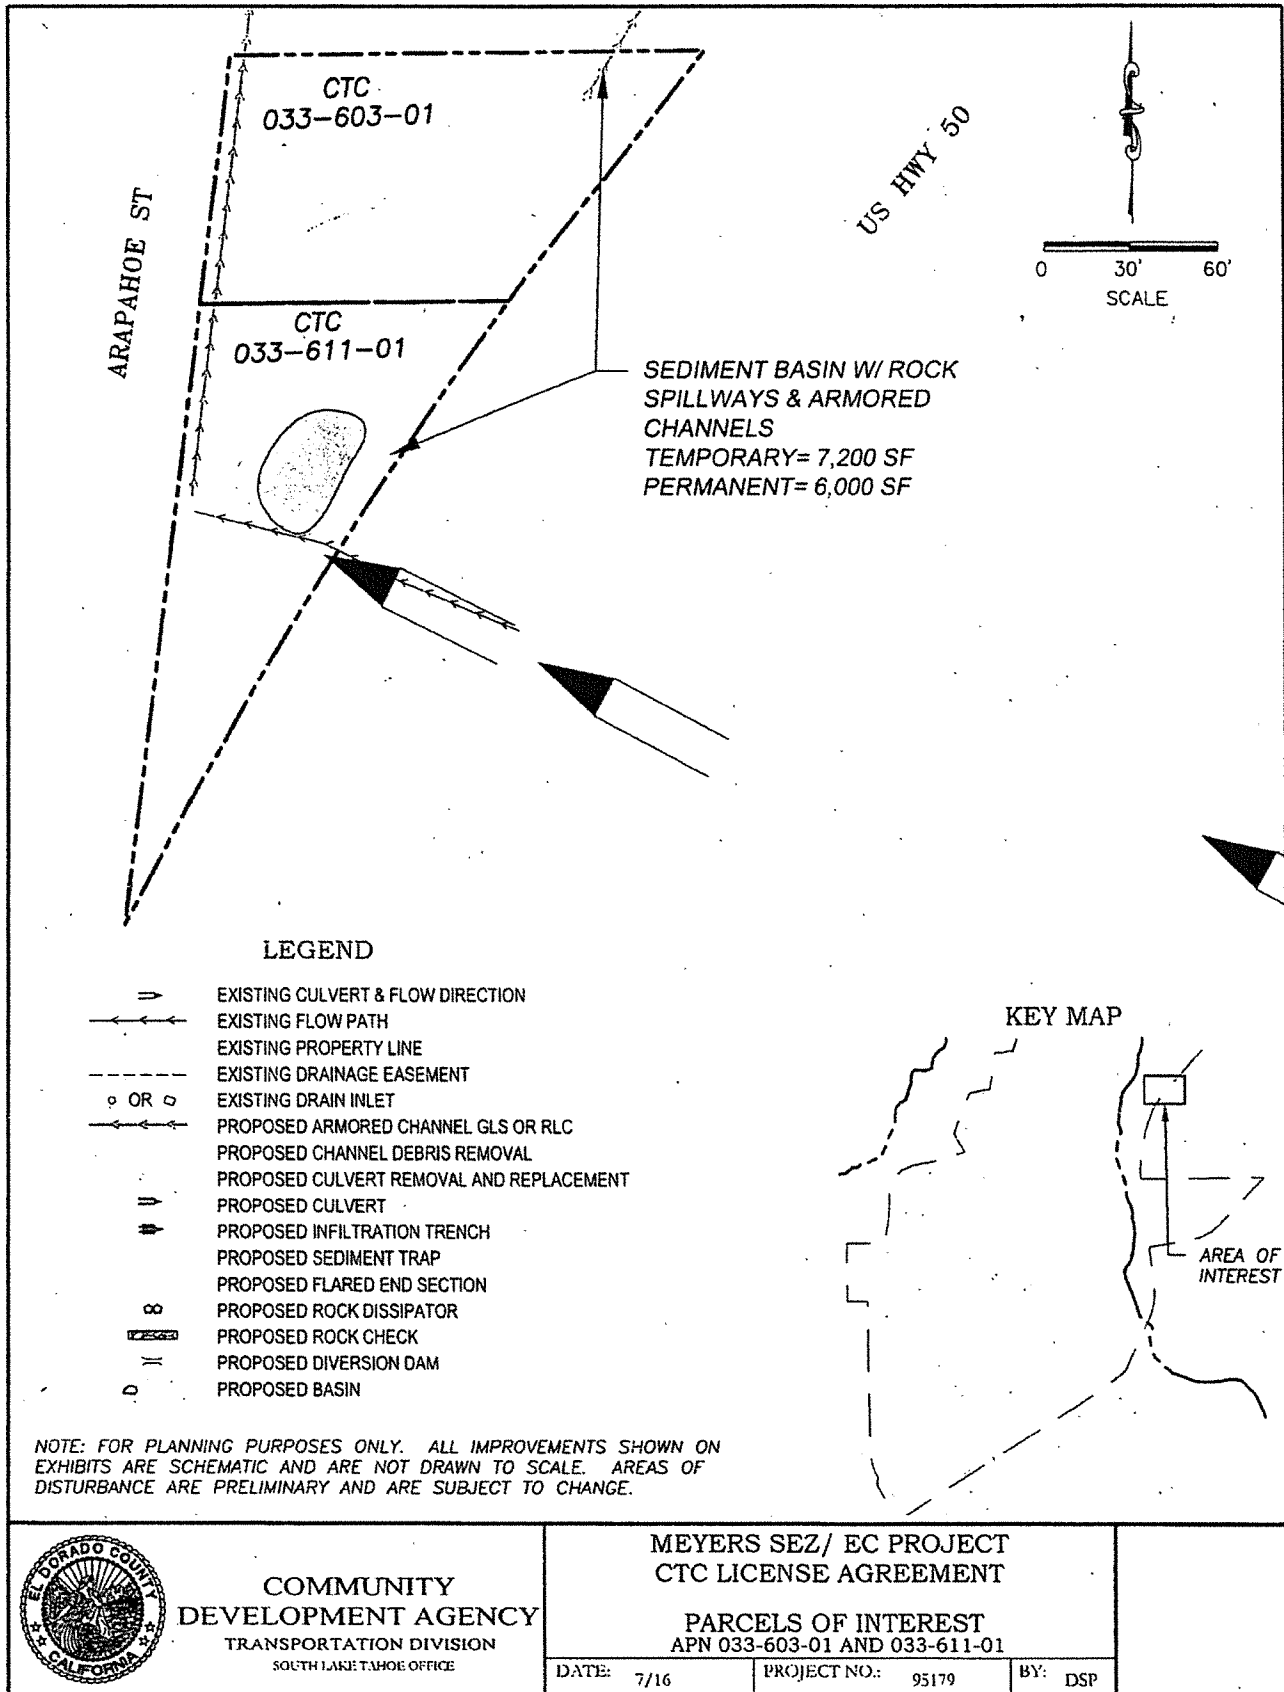 CTC
033-603-01
ARAPAHOE ST
US HWY 50
0 30' 60'
SCALE
CTC
033-611-01
SEDIMENT BASIN W/ ROCK
SPILLWAYS & ARMORED
CHANNELS
TEMPORARY= 7,200 SF
PERMANENT= 6,000 SF
LEGEND
EXISTING CULVERT & FLOW DIRECTION
EXISTING FLOW PATH
EXISTING PROPERTY LINE
EXISTING DRAINAGE EASEMENT
OR EXISTING DRAIN INLET
PROPOSED ARMORED CHANNEL GLS OR RLC
PROPOSED CHANNEL DEBRIS REMOVAL
PROPOSED CULVERT REMOVAL AND REPLACEMENT
PROPOSED CULVERT
PROPOSED INFILTRATION TRENCH
PROPOSED SEDIMENT TRAP
PROPOSED FLARED END SECTION
PROPOSED ROCK DISSIPATOR
PROPOSED ROCK CHECK
PROPOSED DIVERSION DAM
PROPOSED BASIN
KEY MAP
AREA OF
INTEREST
NOTE: FOR PLANNING PURPOSES ONLY. ALL IMPROVEMENTS SHOWN ON
EXHIBITS ARE SCHEMATIC AND ARE NOT DRAWN TO SCALE. AREAS OF
DISTURBANCE ARE PRELIMINARY AND ARE SUBJECT TO CHANGE.
EL DORADO COUNTY
CALIFORNIA
COMMUNITY
DEVELOPMENT AGENCY
TRANSPORTATION DIVISION
SOUTH LAKE TAHOE OFFICE
MEYERS SEZ/ EC PROJECT
CTC LICENSE AGREEMENT
PARCELS OF INTEREST
APN 033-603-01 AND 033-611-01
DATE: 7/16
PROJECT NO.: 95179
BY: DSP